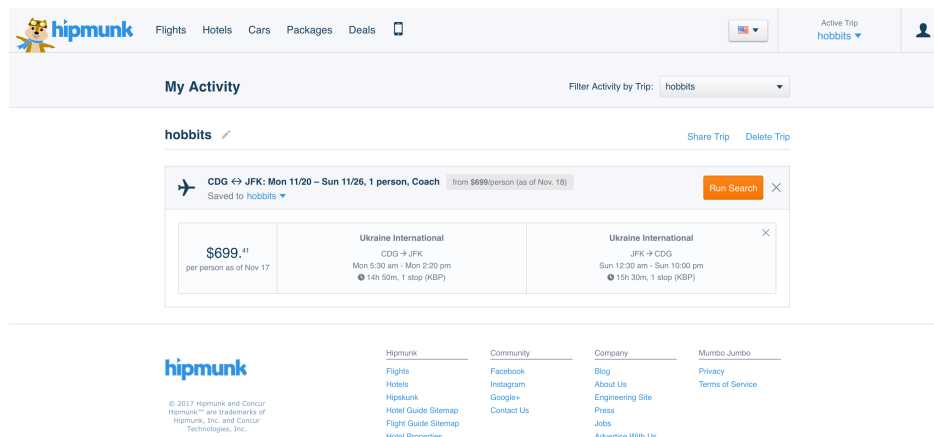 hipmunk
Flights Hotels Cars Packages Deals
Active Trip
hobbits
My Activity
Filter Activity by Trip: hobbits
hobbits
Share Trip Delete Trip
CDG ↔ JFK: Mon 11/20 – Sun 11/26, 1 person, Coach from $699/person (as of Nov. 18)
Saved to hobbits
Run Search
$699.41
per person as of Nov 17
Ukraine International
CDG → JFK
Mon 5:30 am - Mon 2:20 pm
14h 50m, 1 stop (KBP)
Ukraine International
JFK → CDG
Sun 12:30 am - Sun 10:00 pm
15h 30m, 1 stop (KBP)
hipmunk
© 2017 Hipmunk and Concur
Hipmunk™ are trademarks of
Hipmunk, Inc. and Concur
Technologies, Inc.
Hipmunk
Flights
Hotels
Hipskunk
Hotel Guide Sitemap
Flight Guide Sitemap
Hotel Properties
Community
Facebook
Instagram
Google+
Contact Us
Company
Blog
About Us
Engineering Site
Press
Jobs
Advertise With Us
Mumbo Jumbo
Privacy
Terms of Service